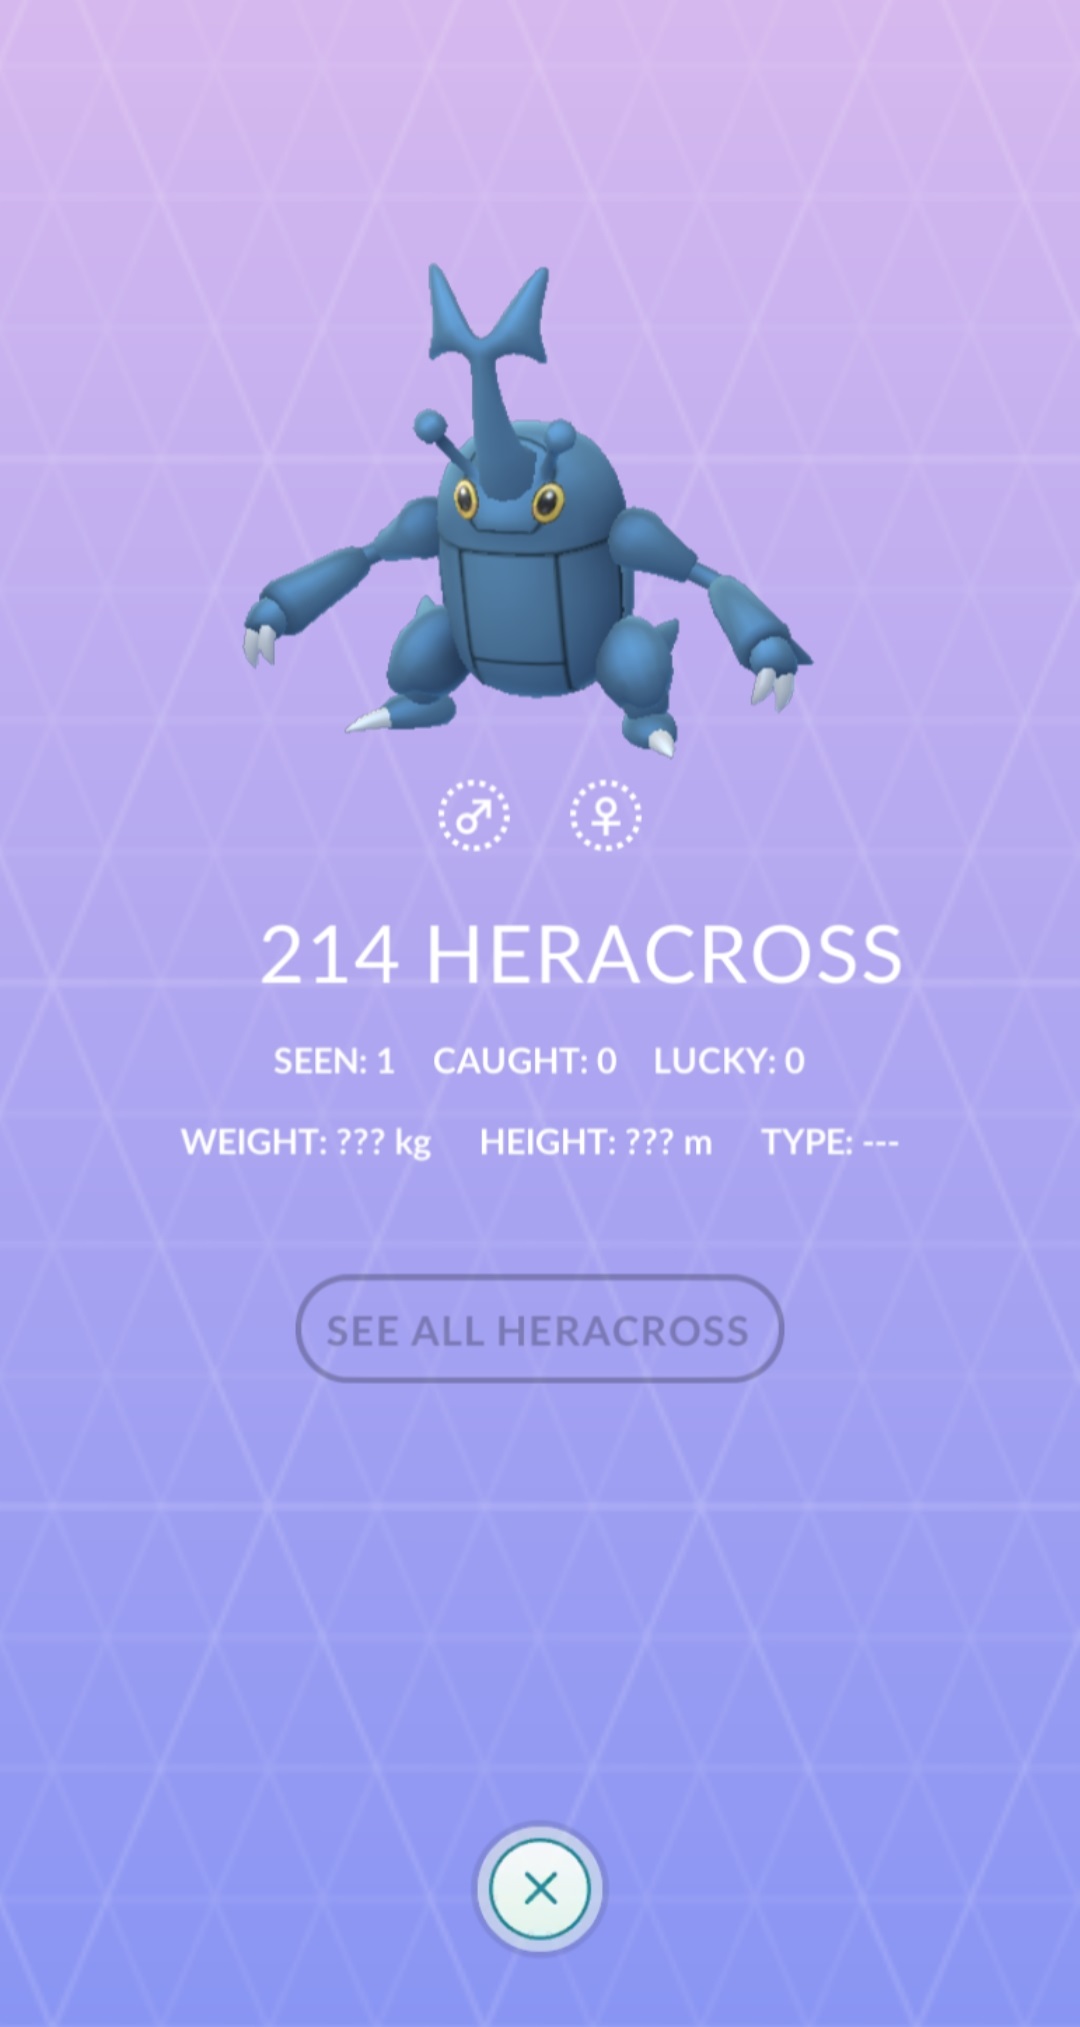 214 HERACROSS
SEEN: 1 CAUGHT: 0 LUCKY: 0
WEIGHT: ??? kg HEIGHT: ??? m TYPE: ---
SEE ALL HERACROSS